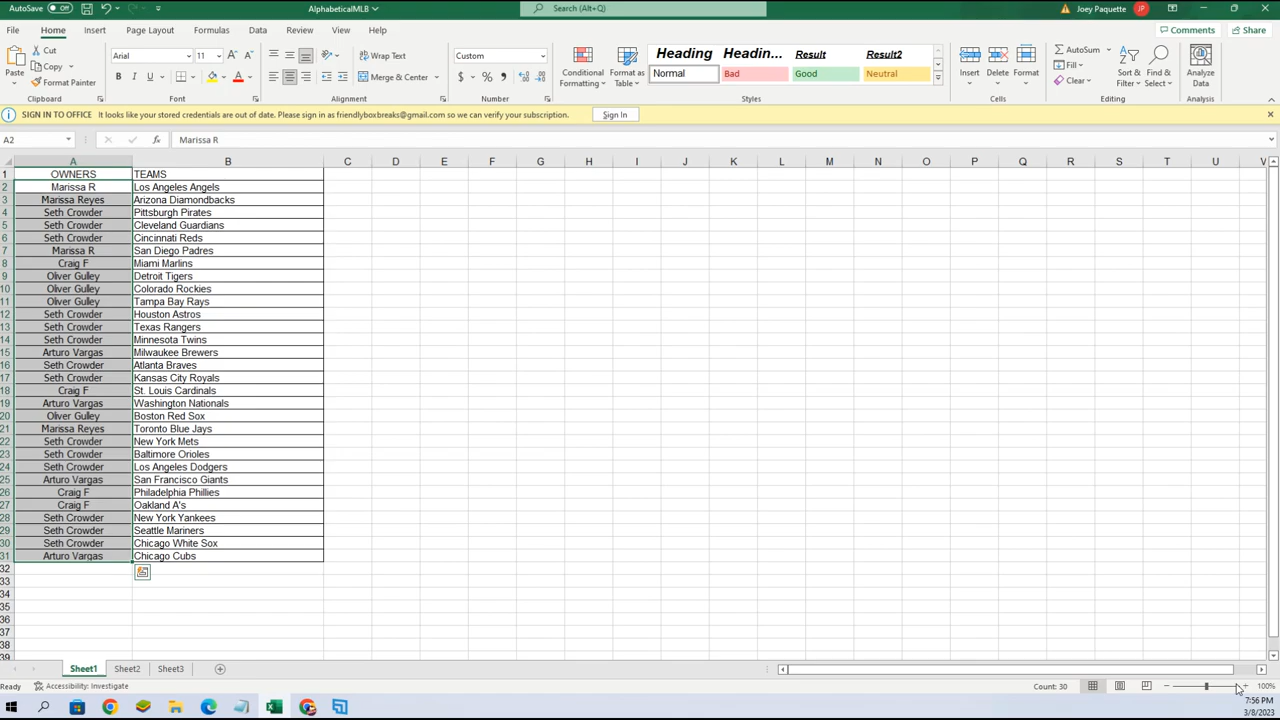 AutoSave Off AlphabeticalMLB Search (Alt+Q) Joey Paquette JP
File Home Insert Page Layout Formulas Data Review View Help Comments Share
Paste Cut Copy Format Painter Clipboard
Arial 11 B I U A Font
Wrap Text Merge & Center Alignment
Custom $ % Number
Conditional Formatting Format as Table
Heading Headin... Result Result2
Normal Bad Good Neutral
Styles
Insert Delete Format Cells
AutoSum Fill Clear Sort & Filter Find & Select Editing
Analyze Data Analysis
SIGN IN TO OFFICE It looks like your stored credentials are out of date. Please sign in as friendlyboxbreaks@gmail.com so we can verify your subscription. Sign In
A2 fx Marissa R
A B C D E F G H I J K L M N O P Q R S T U V
1 OWNERS TEAMS
2 Marissa R Los Angeles Angels
3 Marissa Reyes Arizona Diamondbacks
4 Seth Crowder Pittsburgh Pirates
5 Seth Crowder Cleveland Guardians
6 Seth Crowder Cincinnati Reds
7 Marissa R San Diego Padres
8 Craig F Miami Marlins
9 Oliver Gulley Detroit Tigers
10 Oliver Gulley Colorado Rockies
11 Oliver Gulley Tampa Bay Rays
12 Seth Crowder Houston Astros
13 Seth Crowder Texas Rangers
14 Seth Crowder Minnesota Twins
15 Arturo Vargas Milwaukee Brewers
16 Seth Crowder Atlanta Braves
17 Seth Crowder Kansas City Royals
18 Craig F St. Louis Cardinals
19 Arturo Vargas Washington Nationals
20 Oliver Gulley Boston Red Sox
21 Marissa Reyes Toronto Blue Jays
22 Seth Crowder New York Mets
23 Seth Crowder Baltimore Orioles
24 Seth Crowder Los Angeles Dodgers
25 Arturo Vargas San Francisco Giants
26 Craig F Philadelphia Phillies
27 Craig F Oakland A's
28 Seth Crowder New York Yankees
29 Seth Crowder Seattle Mariners
30 Seth Crowder Chicago White Sox
31 Arturo Vargas Chicago Cubs
32
33
34
35
36
37
38
39
Sheet1 Sheet2 Sheet3
Ready Accessibility: Investigate Count: 30 100%
7:56 PM
3/8/2023